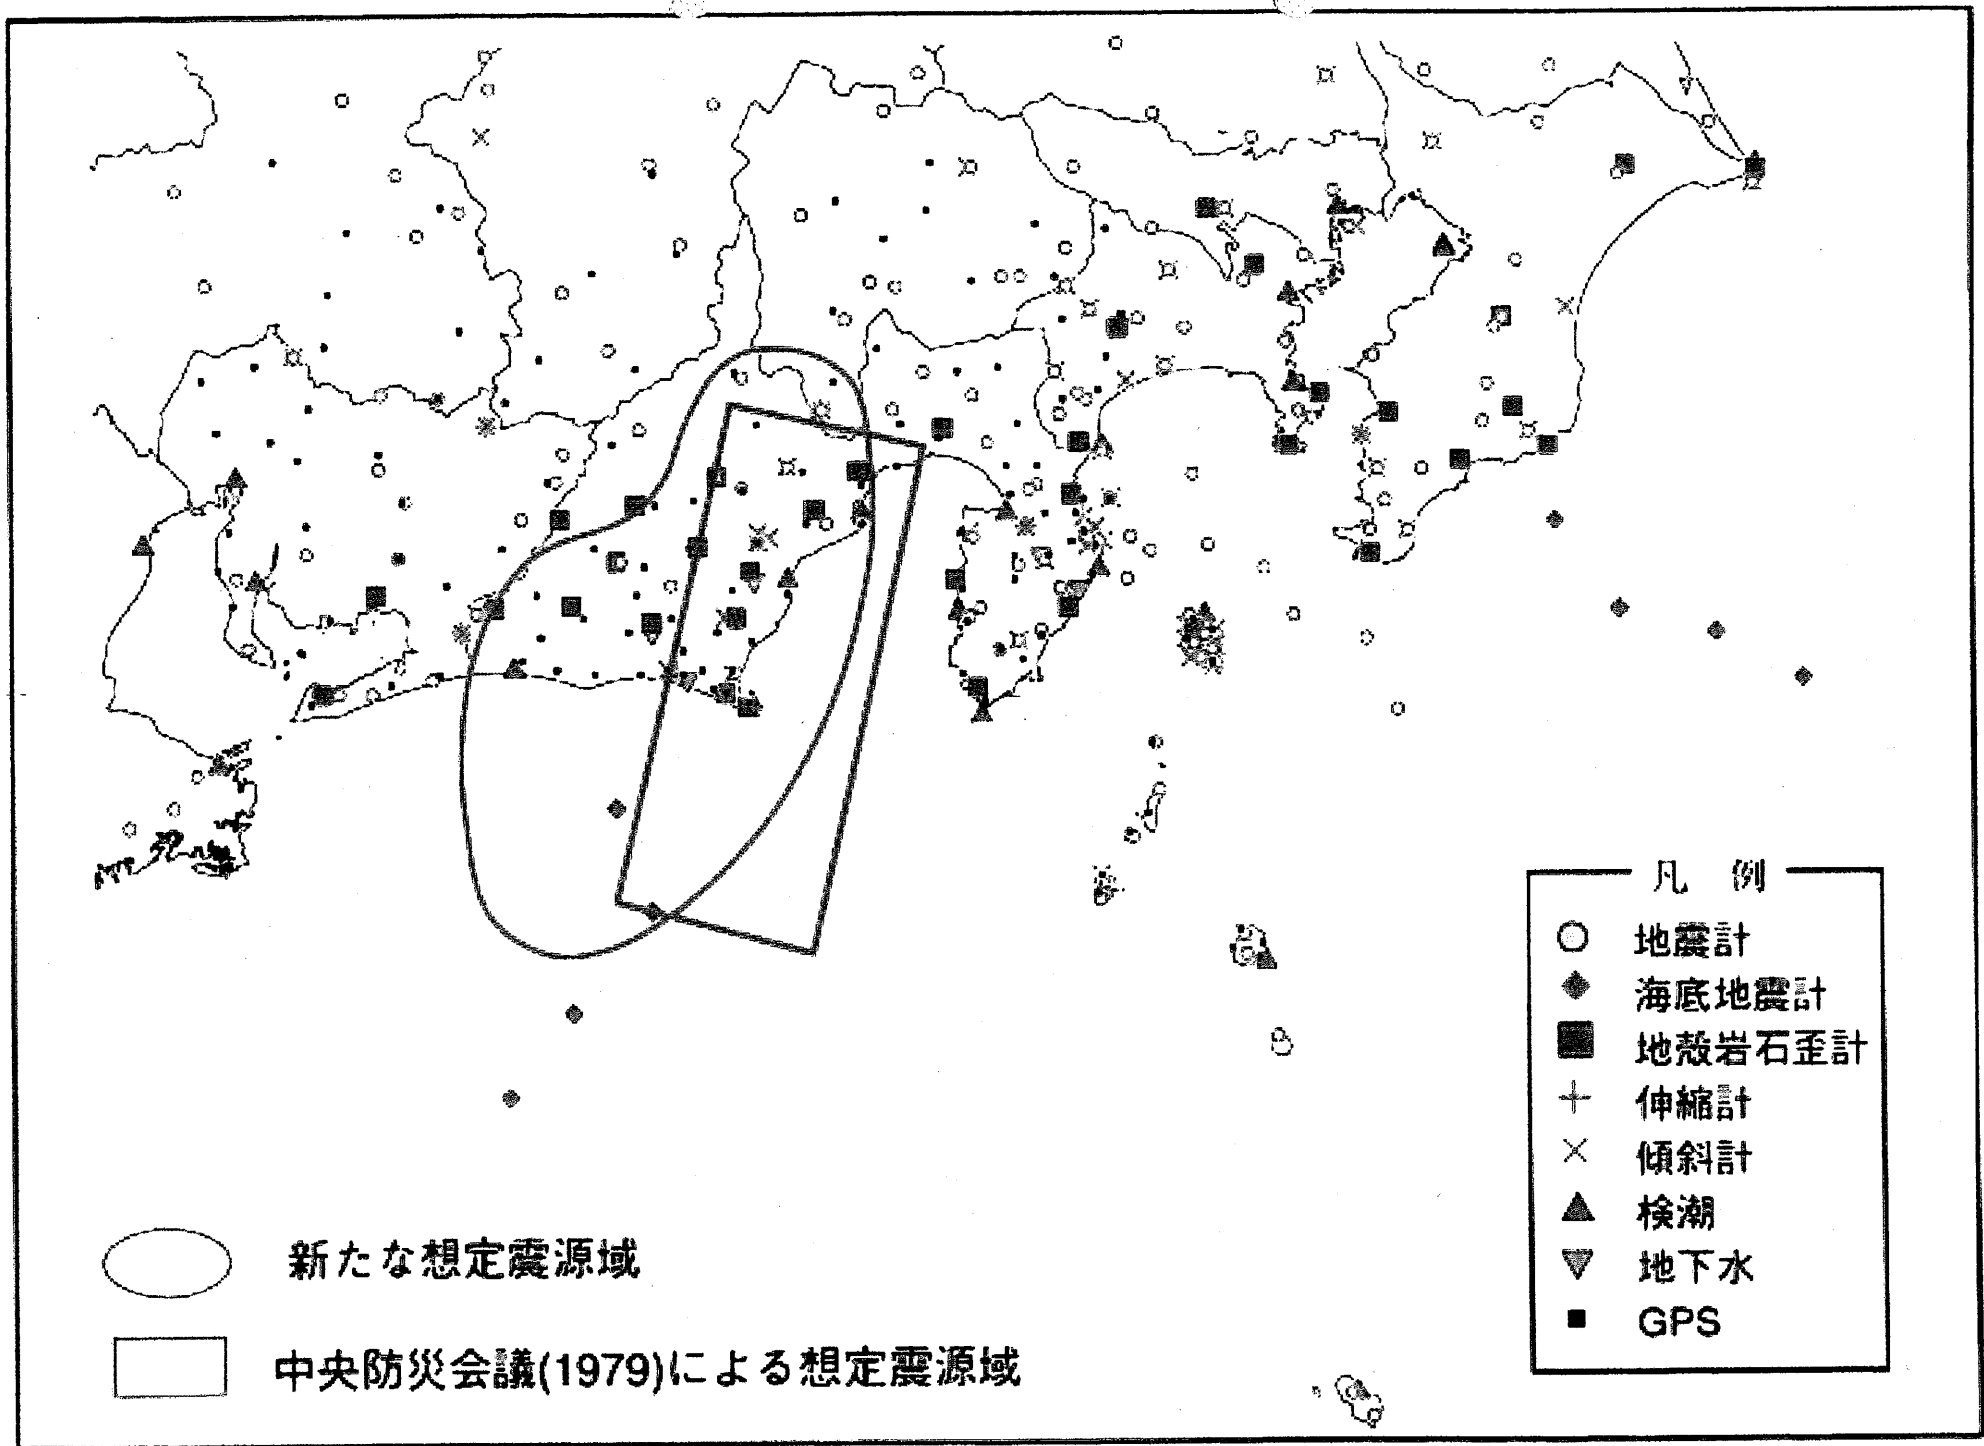 凡 例
地震計
海底地震計
地殻岩石歪計
伸縮計
傾斜計
検潮
地下水
GPS
新たな想定震源域
中央防災会議(1979)による想定震源域